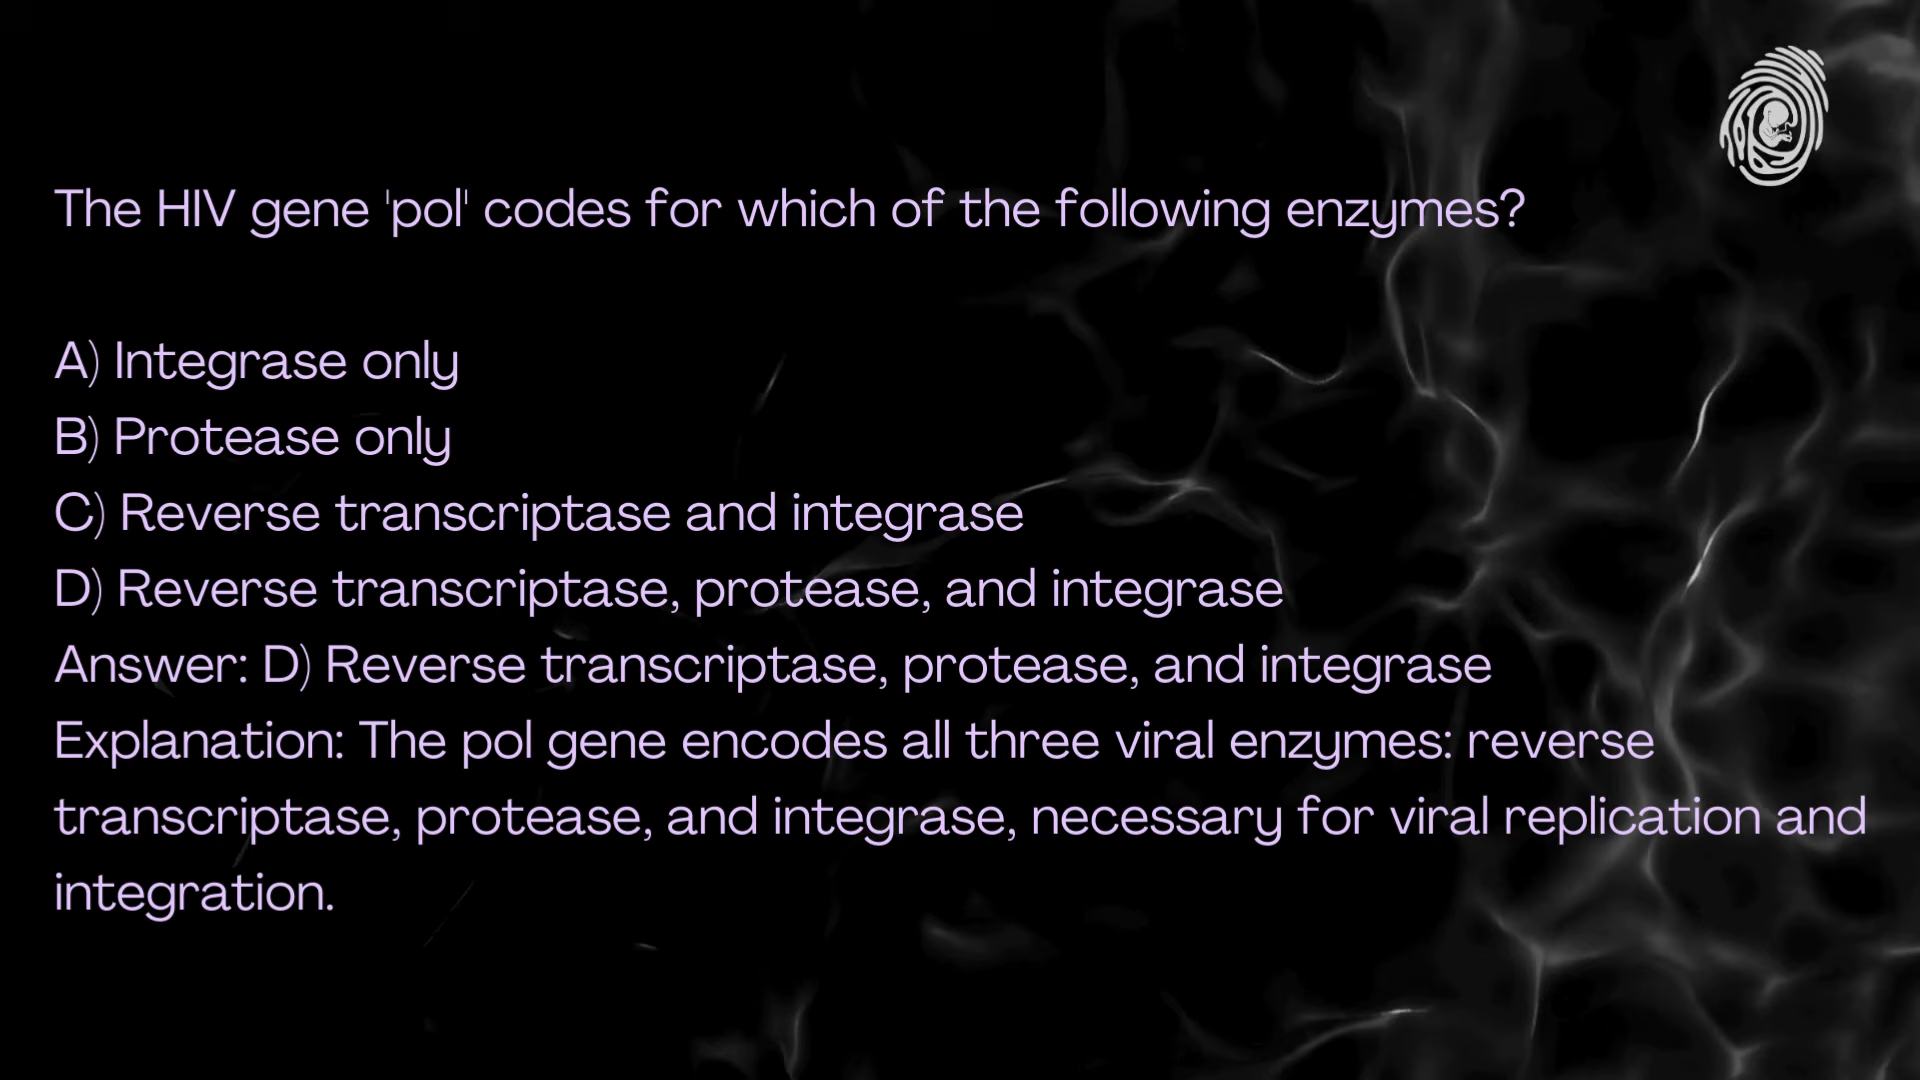 The HIV gene 'pol' codes for which of the following enzymes?
A) Integrase only
B) Protease only
C) Reverse transcriptase and integrase
D) Reverse transcriptase, protease, and integrase
Answer: D) Reverse transcriptase, protease, and integrase
Explanation: The pol gene encodes all three viral enzymes: reverse
transcriptase, protease, and integrase, necessary for viral replication and
integration.